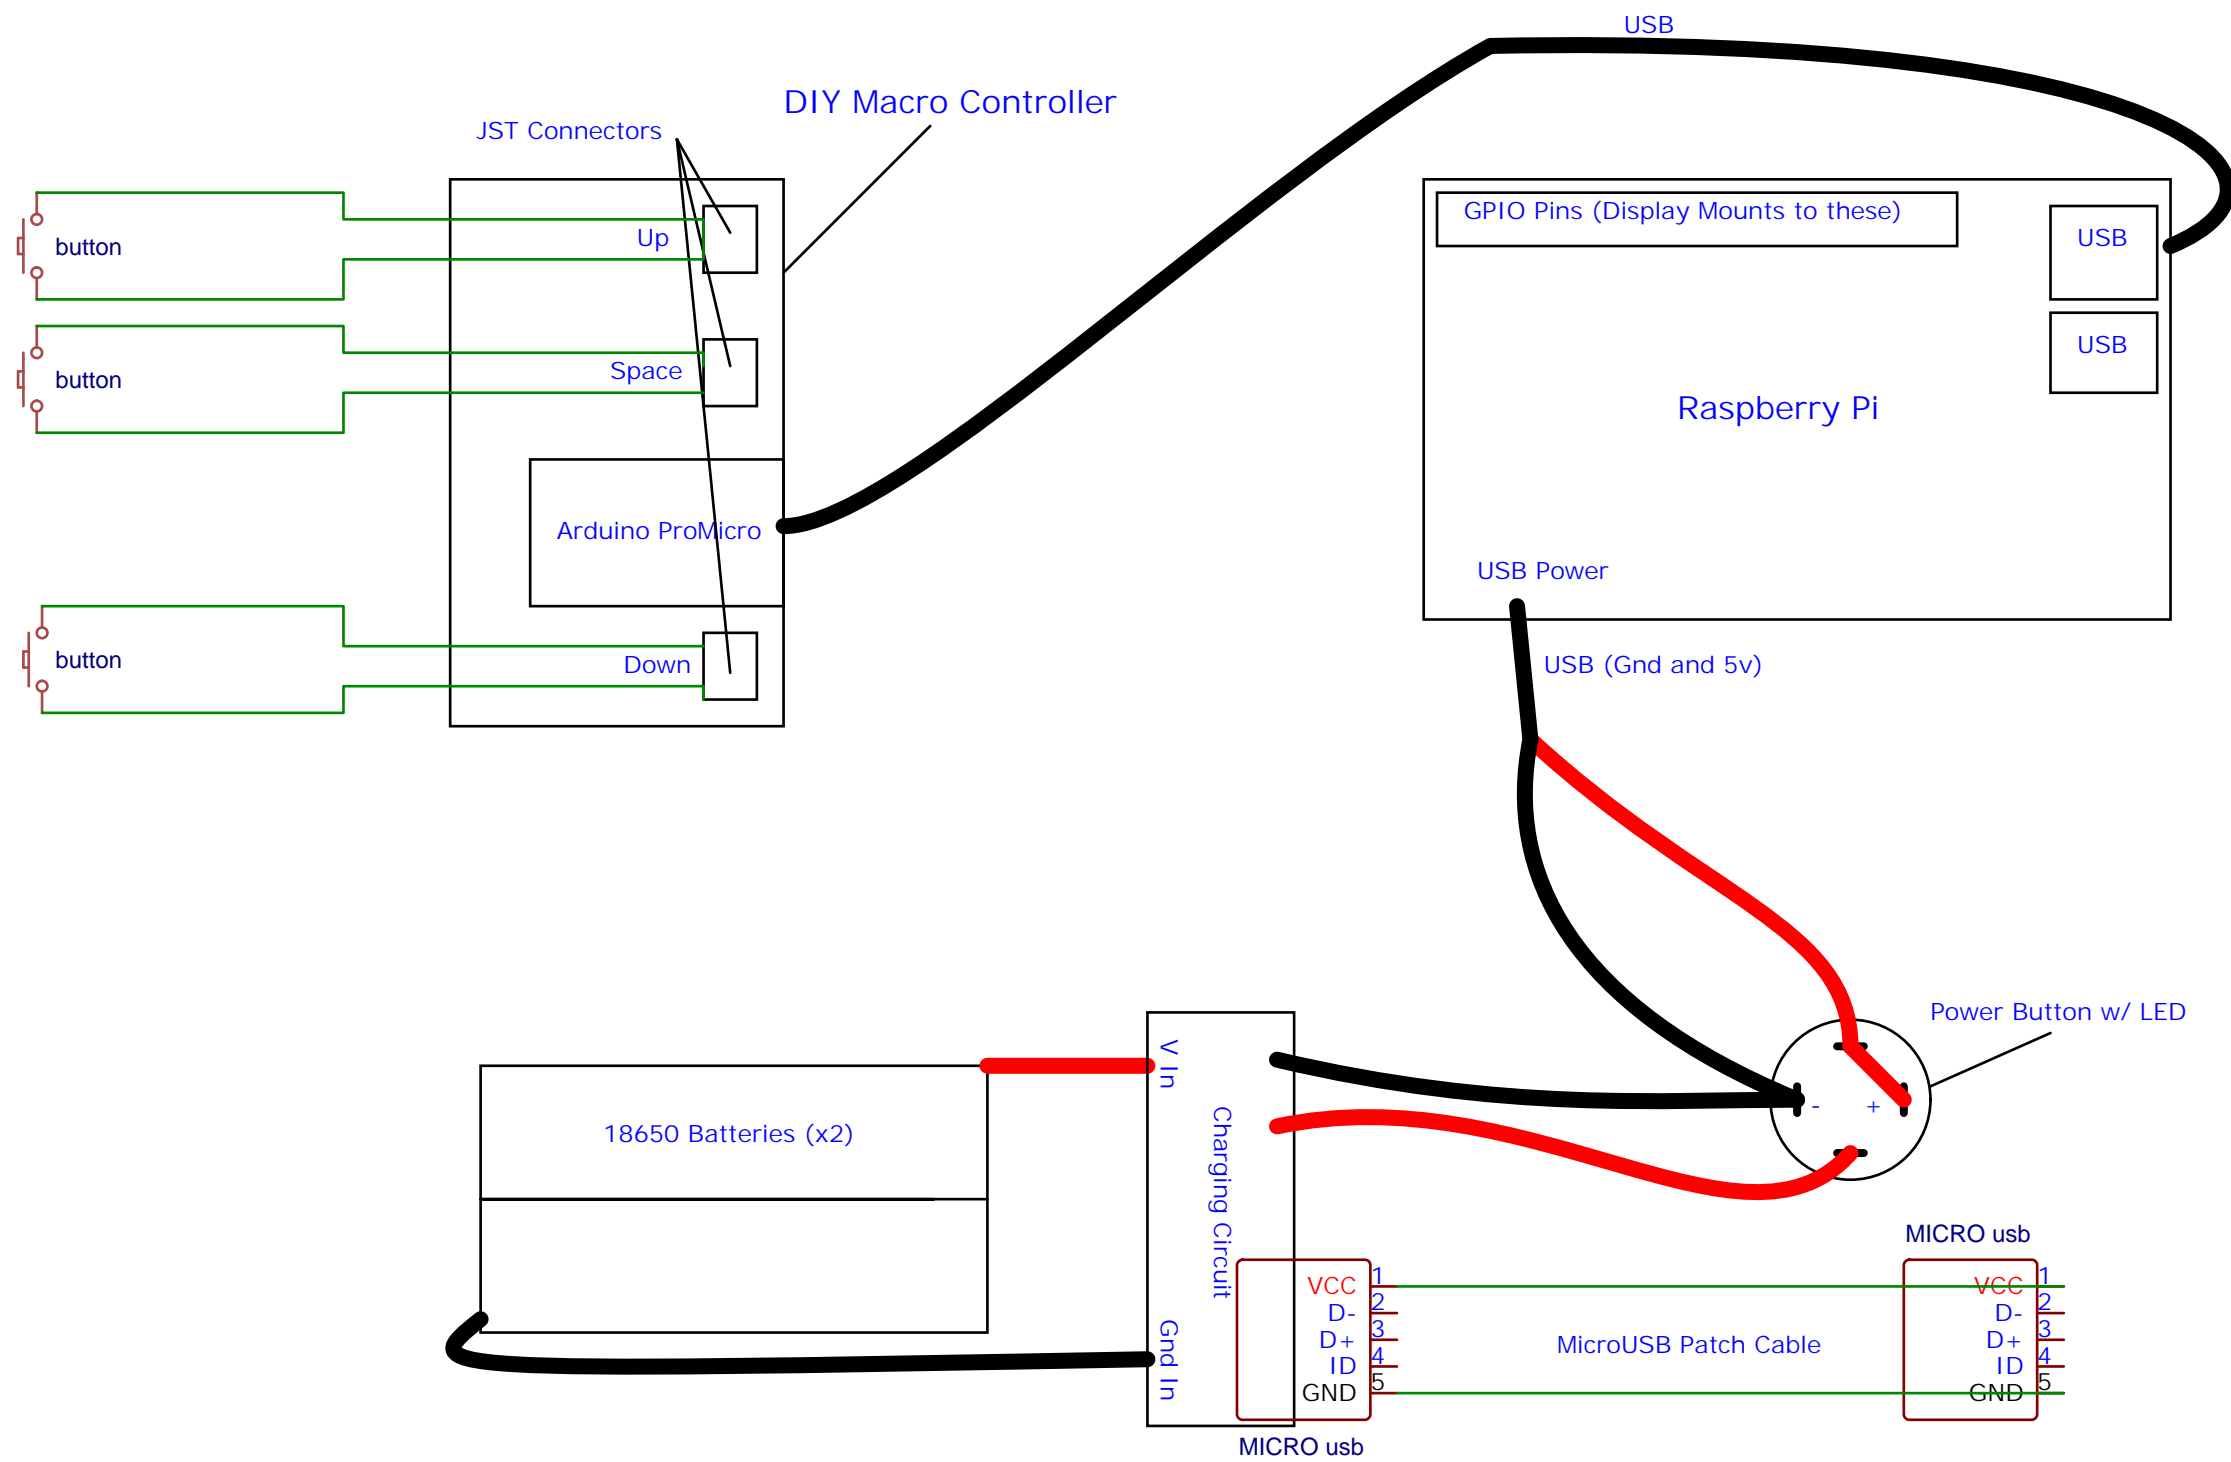 USB
DIY Macro Controller
JST Connectors
button
Up
button
Space
Arduino ProMicro
button
Down
GPIO Pins (Display Mounts to these)
USB
USB
Raspberry Pi
USB Power
USB (Gnd and 5v)
Power Button w/ LED
- +
18650 Batteries (x2)
V In
Charging Circuit
Gnd In
VCC 1
D- 2
D+ 3
ID 4
GND 5
MICRO usb
MicroUSB Patch Cable
MICRO usb
VCC 1
D- 2
D+ 3
ID 4
GND 5